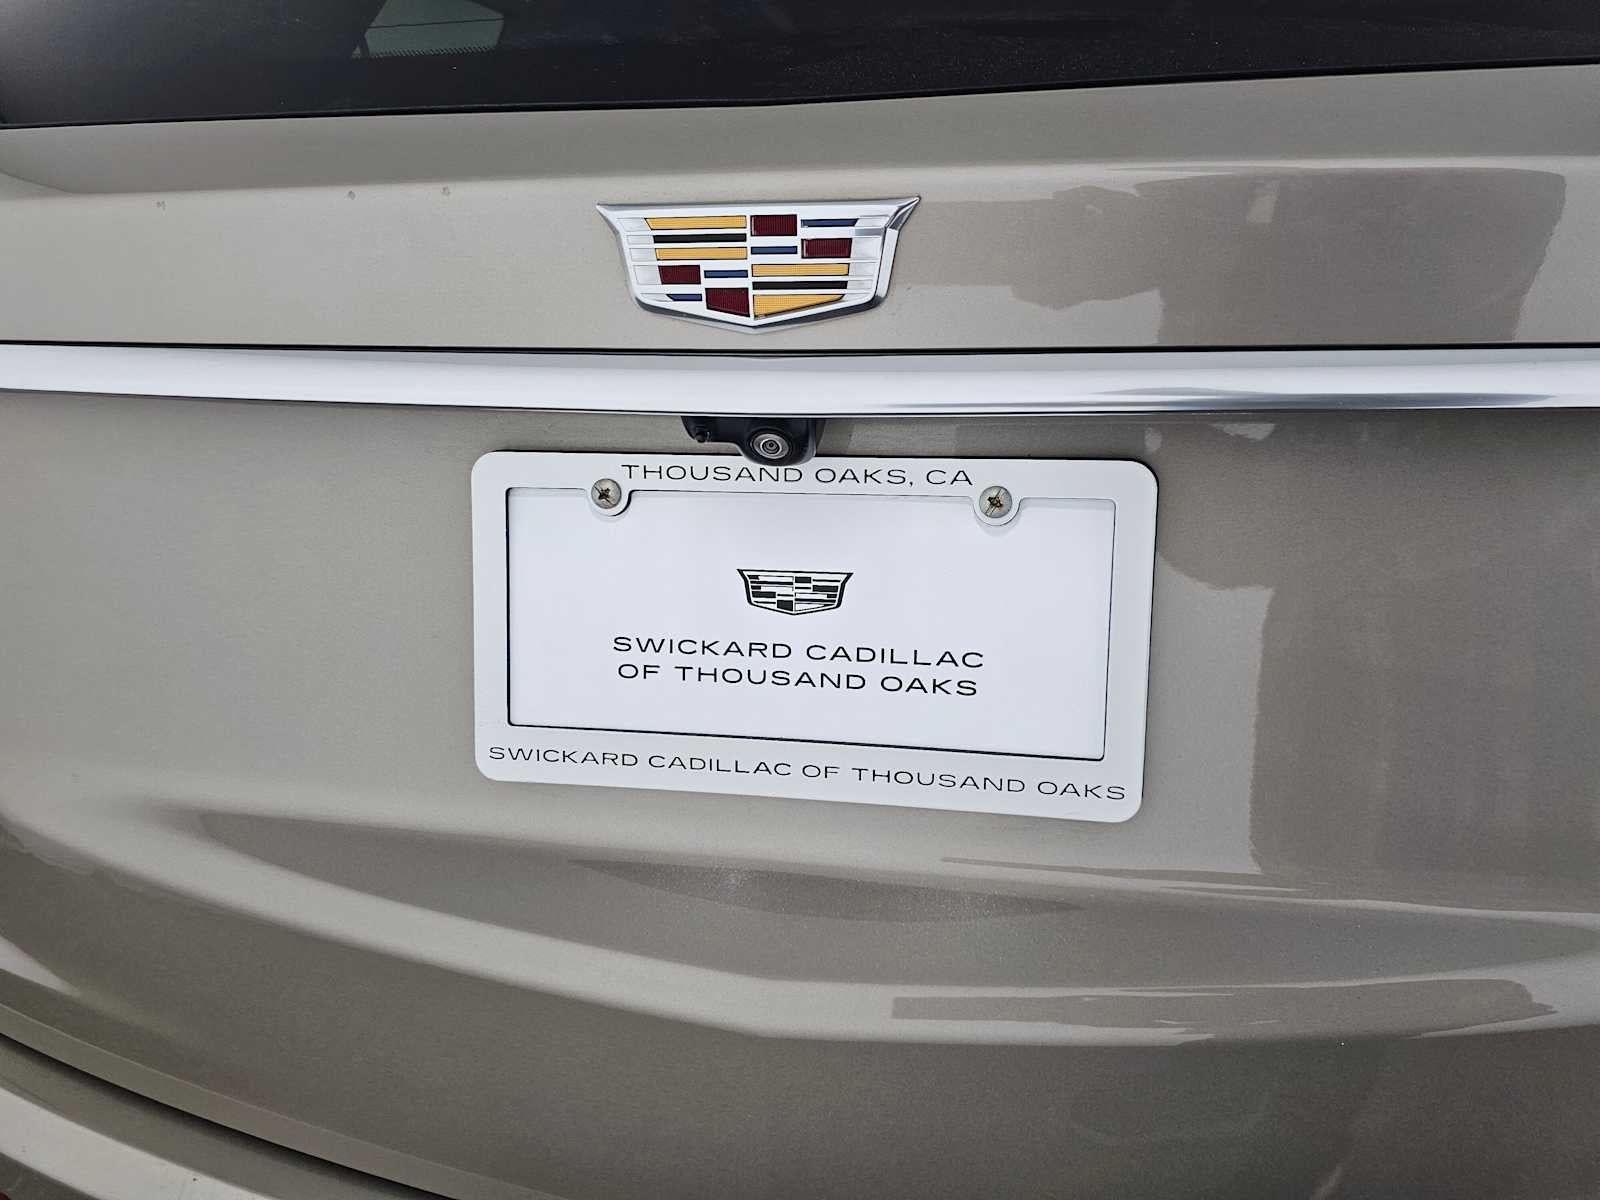 THOUSAND OAKS, CA
SWICKARD CADILLAC
OF THOUSAND OAKS
SWICKARD CADILLAC OF THOUSAND OAKS